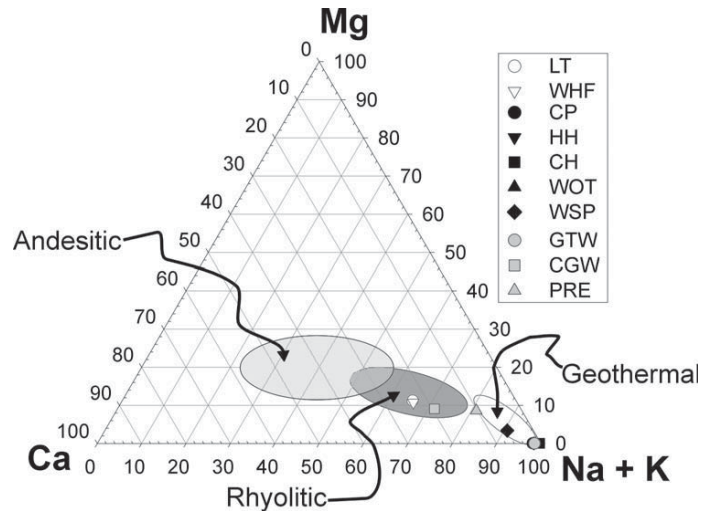 Mg
0
100
10
90
20
80
30
70
40
60
50
50
60
40
70
30
80
20
90
10
100
0
Ca
0 10 20 30 40 50 60 70 80 90 100
Na + K
Andesitic
Rhyolitic
Geothermal
LT
WHF
CP
HH
CH
WOT
WSP
GTW
CGW
PRE